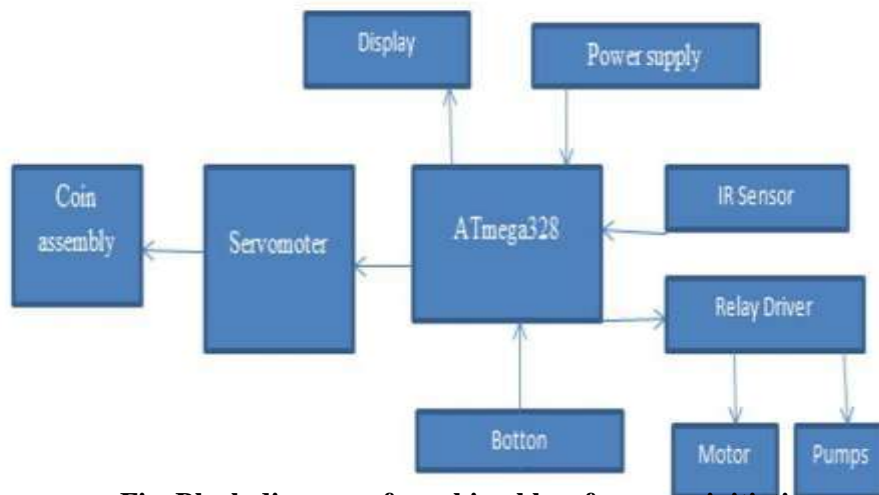 Display
Power supply
Coin
assembly
Servomoter
ATmega328
IR Sensor
Relay Driver
Botton
Motor
Pumps